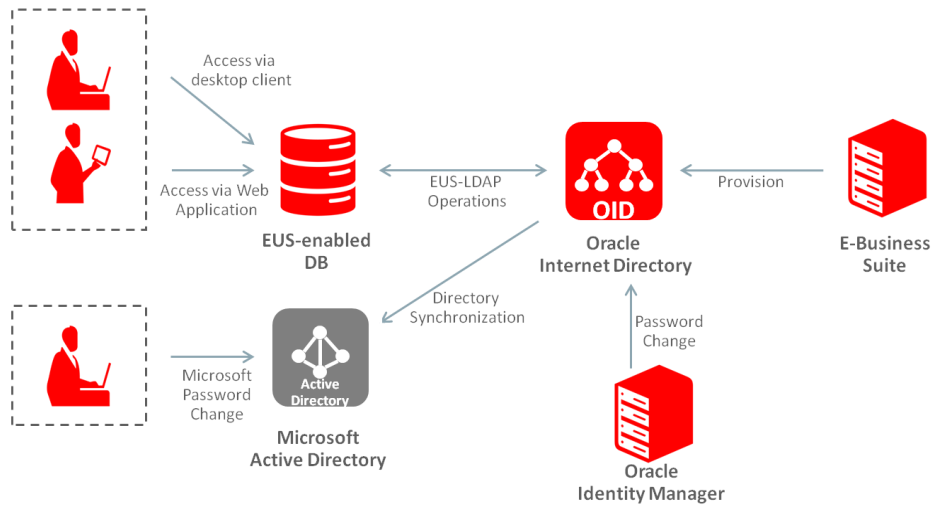 Access via
desktop client
Access via Web
Application
EUS-enabled
DB
EUS-LDAP
Operations
OID
Oracle
Internet Directory
Provision
E-Business
Suite
Directory
Synchronization
Password
Change
Microsoft
Password
Change
Active
Directory
Microsoft
Active Directory
Oracle
Identity Manager